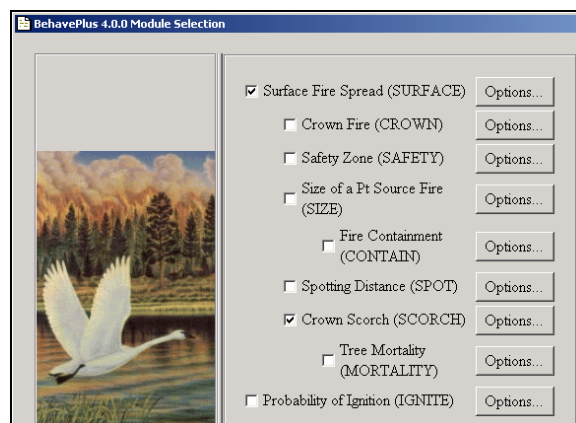 BehavePlus 4.0.0 Module Selection
Surface Fire Spread (SURFACE) Options...
Crown Fire (CROWN) Options...
Safety Zone (SAFETY) Options...
Size of a Pt Source Fire
(SIZE) Options...
Fire Containment
(CONTAIN) Options...
Spotting Distance (SPOT) Options...
Crown Scorch (SCORCH) Options...
Tree Mortality
(MORTALITY) Options...
Probability of Ignition (IGNITE) Options...